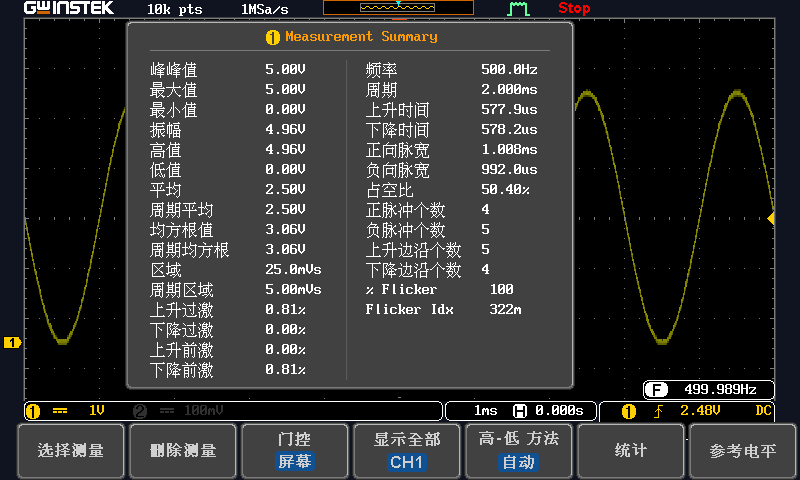 GWINSTEK 10k pts 1MSa/s Stop
1 Measurement Summary
峰峰值 5.00V 频率 500.0Hz
最大值 5.00V 周期 2.000ms
最小值 0.00V 上升时间 577.9us
振幅 4.96V 下降时间 578.2us
高值 4.96V 正向脉宽 1.008ms
低值 0.00V 负向脉宽 992.0us
平均 2.50V 占空比 50.40%
周期平均 2.50V 正脉冲个数 4
均方根值 3.06V 负脉冲个数 5
周期均方根 3.06V 上升边沿个数 5
区域 25.0mVs 下降边沿个数 4
周期区域 5.00mVs % Flicker 100
上升过激 0.81% Flicker Idx 322m
下降过激 0.00%
上升前激 0.00%
下降前激 0.81%
1
F 499.989Hz
1 1V 2 100mV 1ms H 0.000s 1 2.48V DC
选择测量 删除测量 门控 显示全部 高-低 方法 统计 参考电平
屏幕 CH1 自动